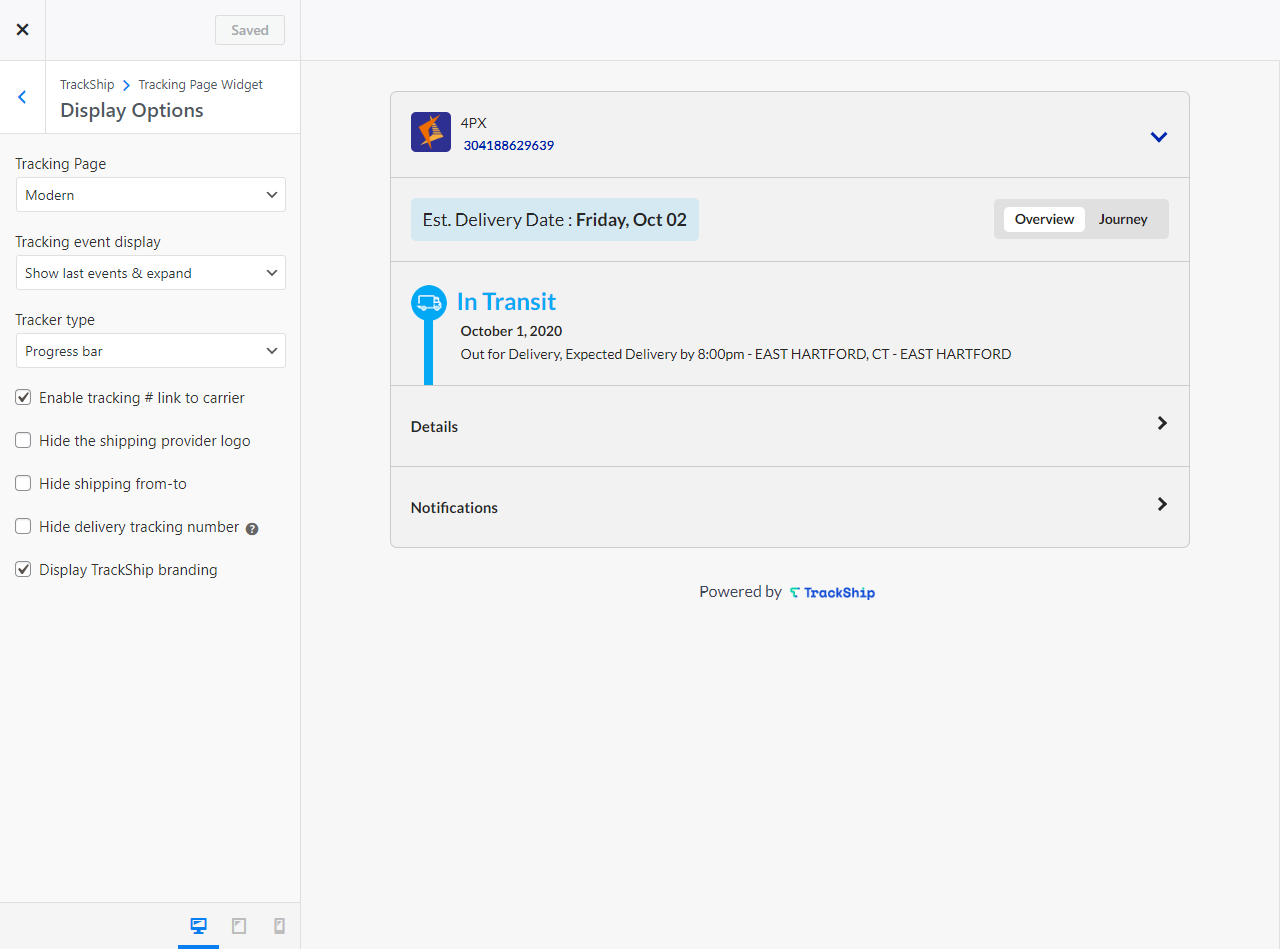 Saved
TrackShip > Tracking Page Widget
Display Options
Tracking Page
Modern
Tracking event display
Show last events & expand
Tracker type
Progress bar
Enable tracking # link to carrier
Hide the shipping provider logo
Hide shipping from-to
Hide delivery tracking number ?
Display TrackShip branding
4PX
304188629639
Est. Delivery Date : Friday, Oct 02
Overview Journey
In Transit
October 1, 2020
Out for Delivery, Expected Delivery by 8:00pm - EAST HARTFORD, CT - EAST HARTFORD
Details
Notifications
Powered by TrackShip